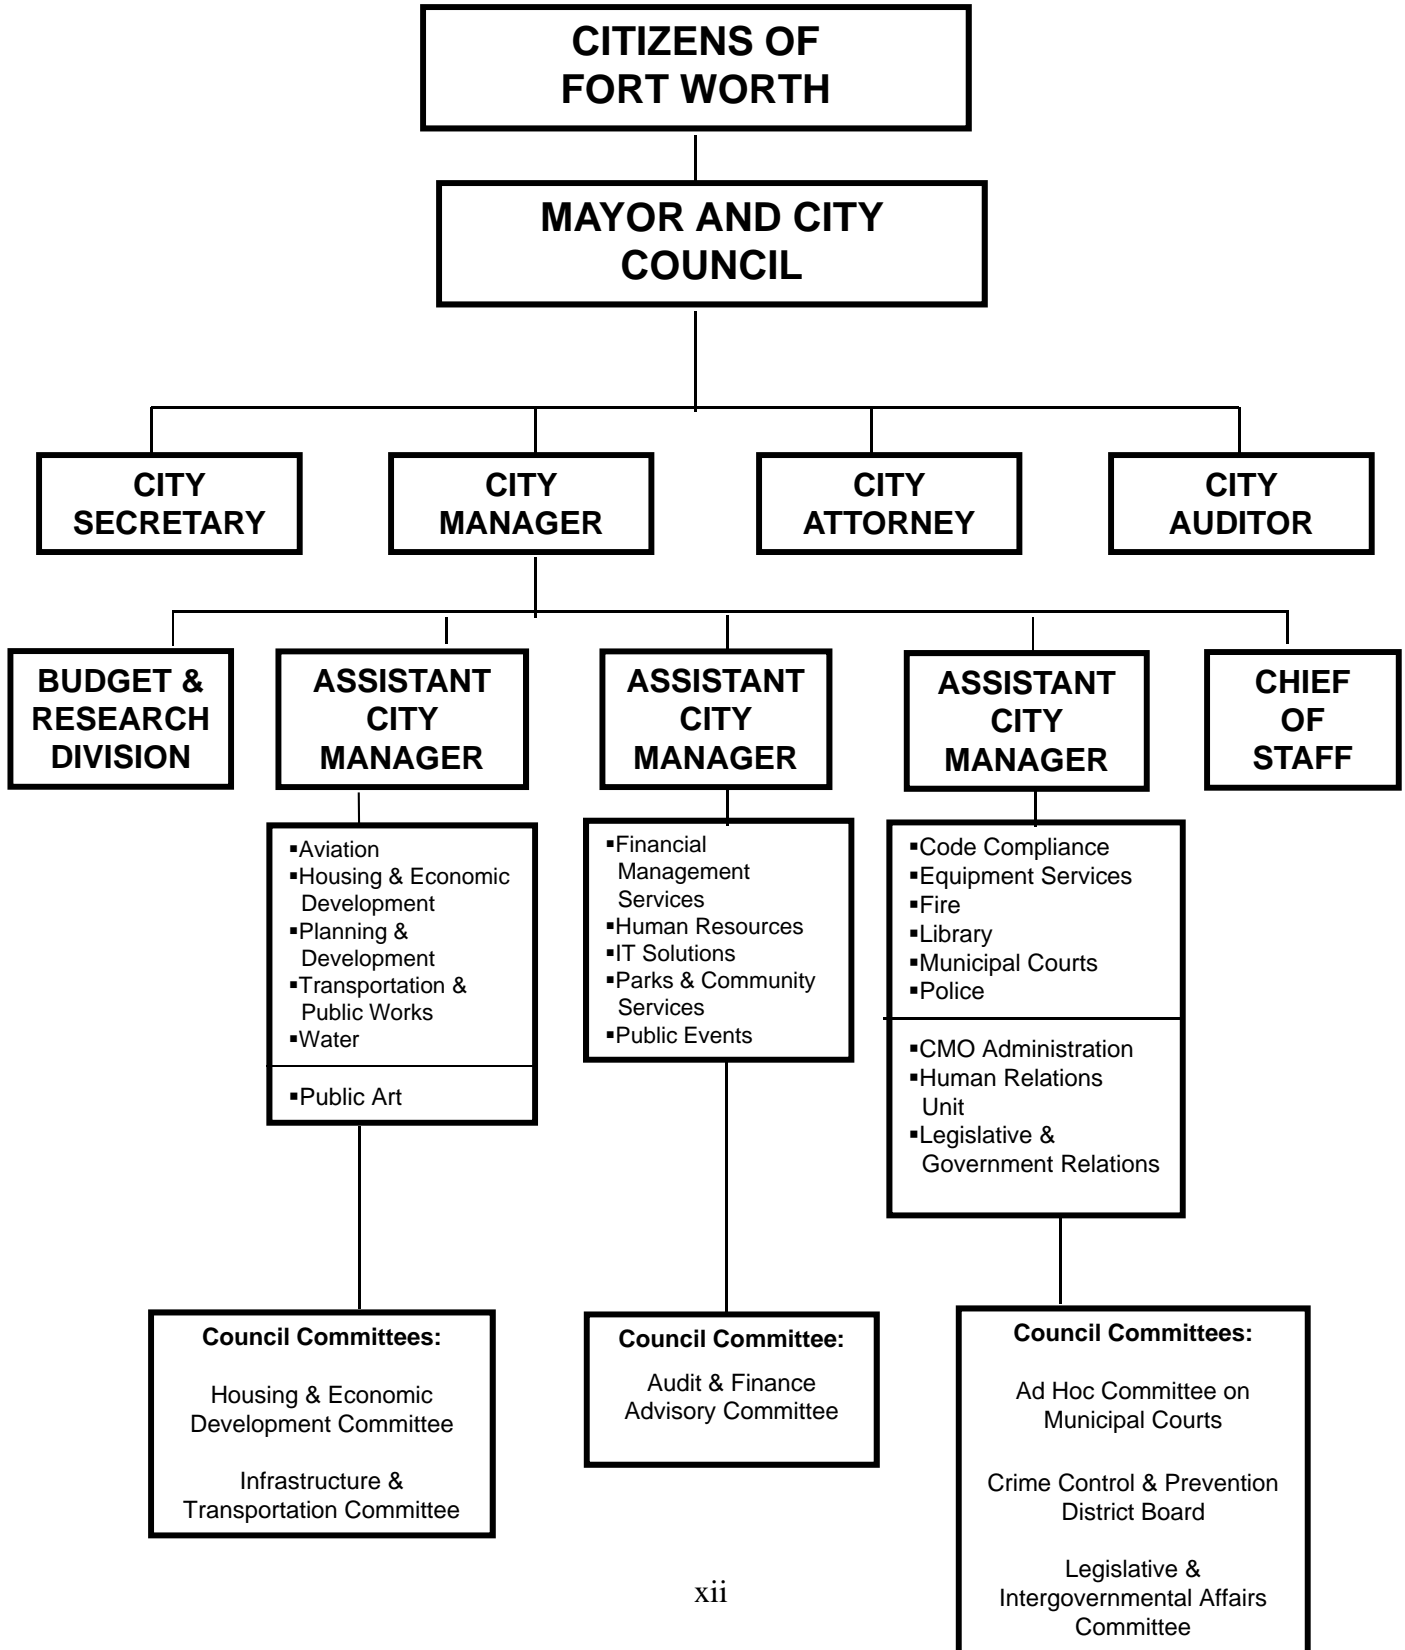 CITIZENS OF
FORT WORTH
MAYOR AND CITY
COUNCIL
CITY
SECRETARY
CITY
MANAGER
CITY
ATTORNEY
CITY
AUDITOR
BUDGET &
RESEARCH
DIVISION
ASSISTANT
CITY
MANAGER
ASSISTANT
CITY
MANAGER
ASSISTANT
CITY
MANAGER
CHIEF
OF
STAFF
▪Aviation
▪Housing & Economic
Development
▪Planning &
Development
▪Transportation &
Public Works
▪Water
▪Public Art
▪Financial
Management
Services
▪Human Resources
▪IT Solutions
▪Parks & Community
Services
▪Public Events
▪Code Compliance
▪Equipment Services
▪Fire
▪Library
▪Municipal Courts
▪Police
▪CMO Administration
▪Human Relations
Unit
▪Legislative &
Government Relations
Council Committees:
Housing & Economic
Development Committee
Infrastructure &
Transportation Committee
Council Committee:
Audit & Finance
Advisory Committee
Council Committees:
Ad Hoc Committee on
Municipal Courts
Crime Control & Prevention
District Board
Legislative &
Intergovernmental Affairs
Committee
xii